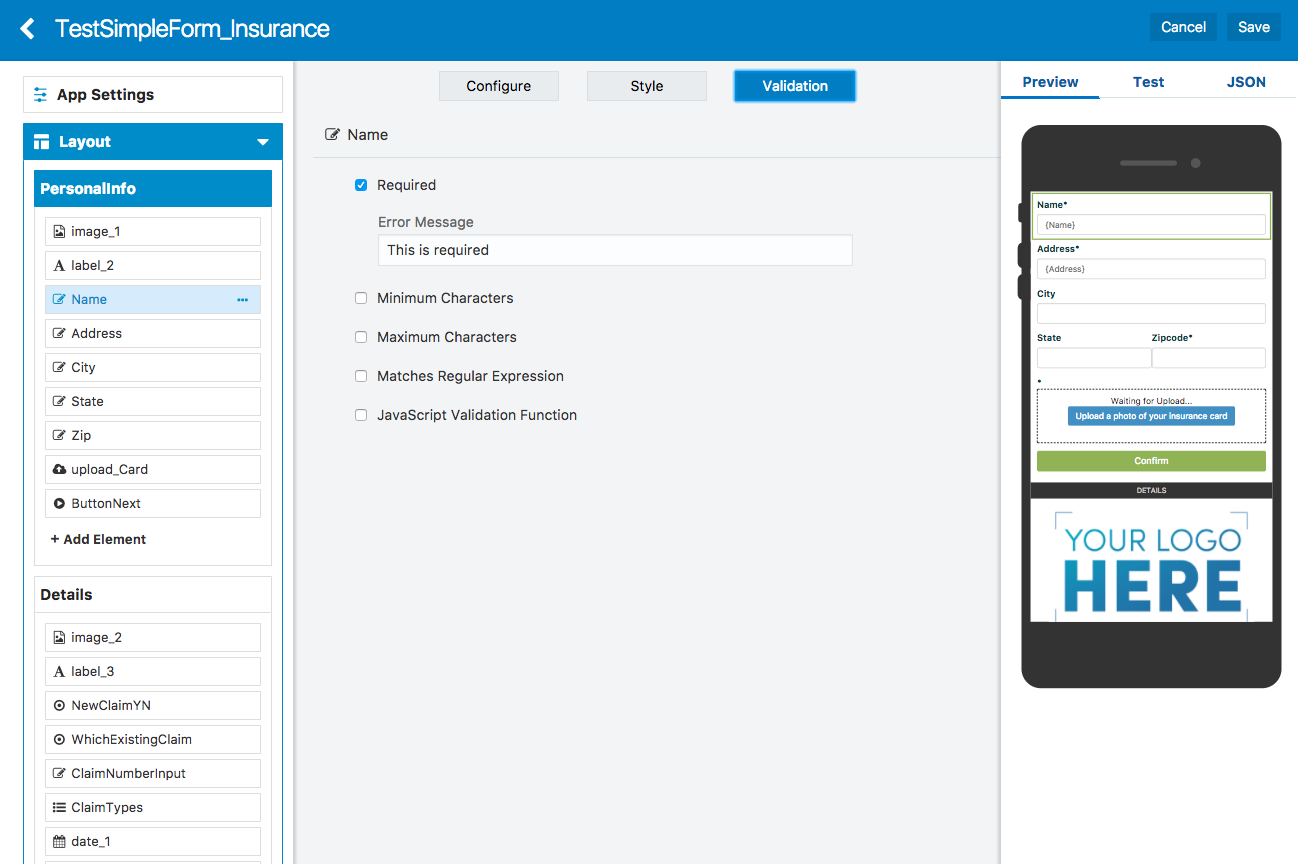 TestSimpleForm_Insurance
Cancel
Save
App Settings
Layout
PersonalInfo
image_1
label_2
Name
Address
City
State
Zip
upload_Card
ButtonNext
+ Add Element
Details
image_2
label_3
NewClaimYN
WhichExistingClaim
ClaimNumberInput
ClaimTypes
date_1
Configure
Style
Validation
Name
Required
Error Message
This is required
Minimum Characters
Maximum Characters
Matches Regular Expression
JavaScript Validation Function
Preview
Test
JSON
Name*
{Name}
Address*
{Address}
City
State
Zipcode*
*
Waiting for Upload...
Upload a photo of your insurance card
Confirm
DETAILS
YOUR LOGO
HERE